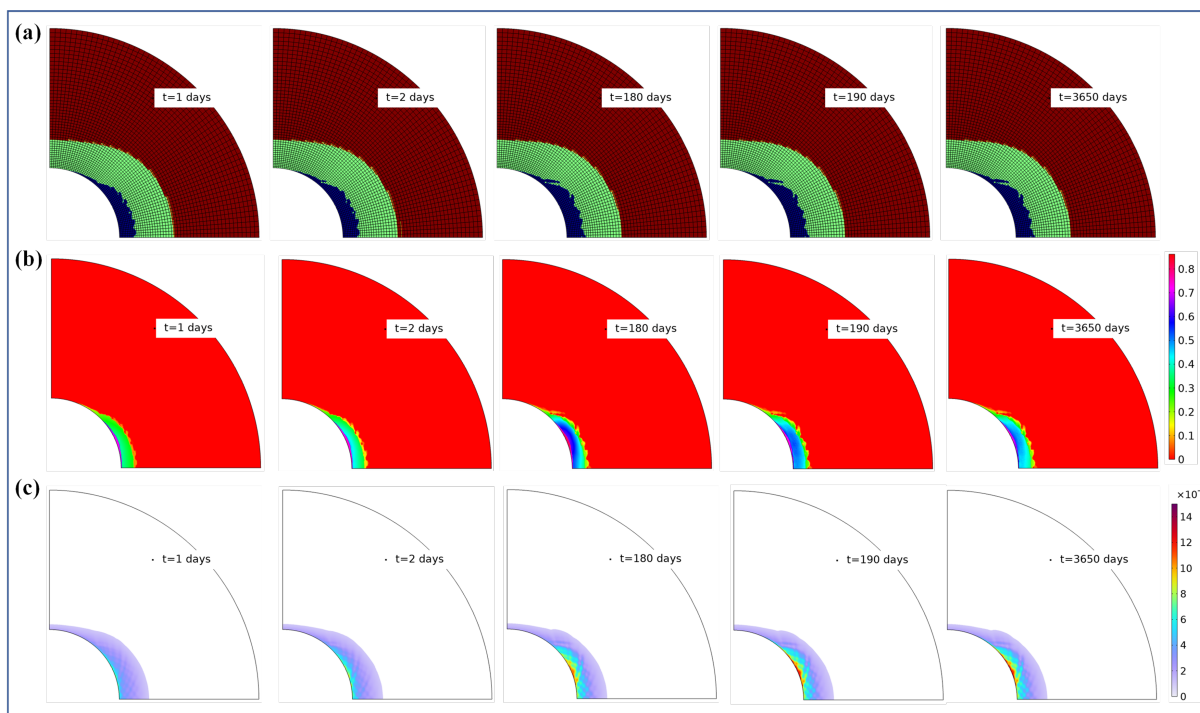 (a)
t=1 days
t=2 days
t=180 days
t=190 days
t=3650 days
(b)
t=1 days
t=2 days
t=180 days
t=190 days
t=3650 days
0.8
0.7
0.6
0.5
0.4
0.3
0.2
0.1
0
(c)
t=1 days
t=2 days
t=180 days
t=190 days
t=3650 days
14
12
10
8
6
4
2
0